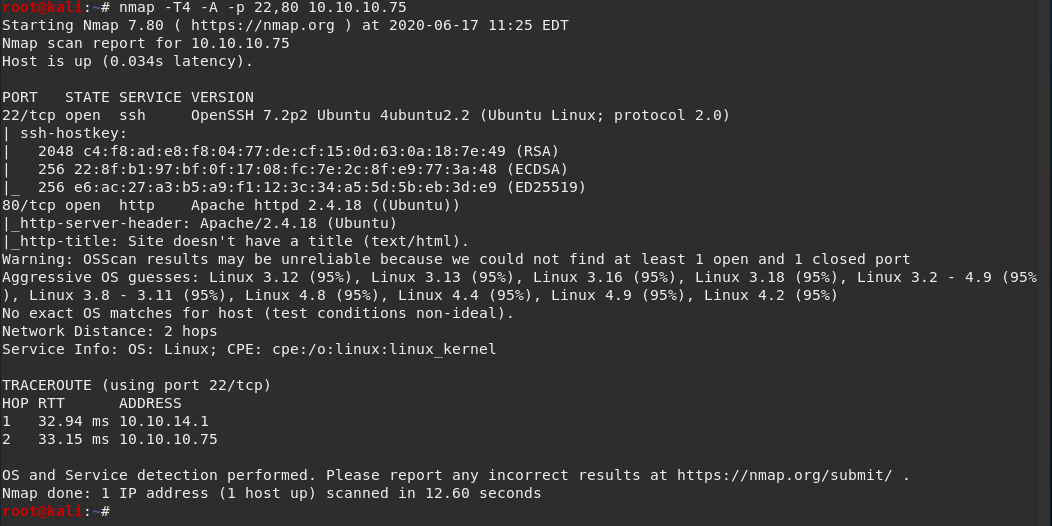 root@kali:~# nmap -T4 -A -p 22,80 10.10.10.75
Starting Nmap 7.80 ( https://nmap.org ) at 2020-06-17 11:25 EDT
Nmap scan report for 10.10.10.75
Host is up (0.034s latency).

PORT   STATE SERVICE VERSION
22/tcp open  ssh     OpenSSH 7.2p2 Ubuntu 4ubuntu2.2 (Ubuntu Linux; protocol 2.0)
| ssh-hostkey:
|   2048 c4:f8:ad:e8:f8:04:77:de:cf:15:0d:63:0a:18:7e:49 (RSA)
|   256 22:8f:b1:97:bf:0f:17:08:fc:7e:2c:8f:e9:77:3a:48 (ECDSA)
|_  256 e6:ac:27:a3:b5:a9:f1:12:3c:34:a5:5d:5b:eb:3d:e9 (ED25519)
80/tcp open  http    Apache httpd 2.4.18 ((Ubuntu))
|_http-server-header: Apache/2.4.18 (Ubuntu)
|_http-title: Site doesn't have a title (text/html).
Warning: OSScan results may be unreliable because we could not find at least 1 open and 1 closed port
Aggressive OS guesses: Linux 3.12 (95%), Linux 3.13 (95%), Linux 3.16 (95%), Linux 3.18 (95%), Linux 3.2 - 4.9 (95%
), Linux 3.8 - 3.11 (95%), Linux 4.8 (95%), Linux 4.4 (95%), Linux 4.9 (95%), Linux 4.2 (95%)
No exact OS matches for host (test conditions non-ideal).
Network Distance: 2 hops
Service Info: OS: Linux; CPE: cpe:/o:linux:linux_kernel

TRACEROUTE (using port 22/tcp)
HOP RTT      ADDRESS
1   32.94 ms 10.10.14.1
2   33.15 ms 10.10.10.75

OS and Service detection performed. Please report any incorrect results at https://nmap.org/submit/ .
Nmap done: 1 IP address (1 host up) scanned in 12.60 seconds
root@kali:~#